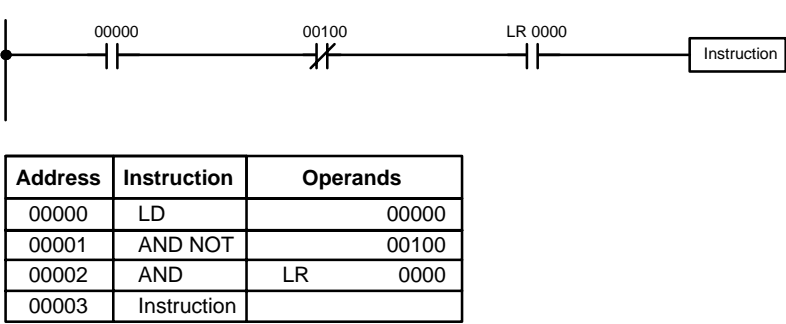 00000 00100 LR 0000
Instruction
Address Instruction Operands
00000 LD 00000
00001 AND NOT 00100
00002 AND LR 0000
00003 Instruction